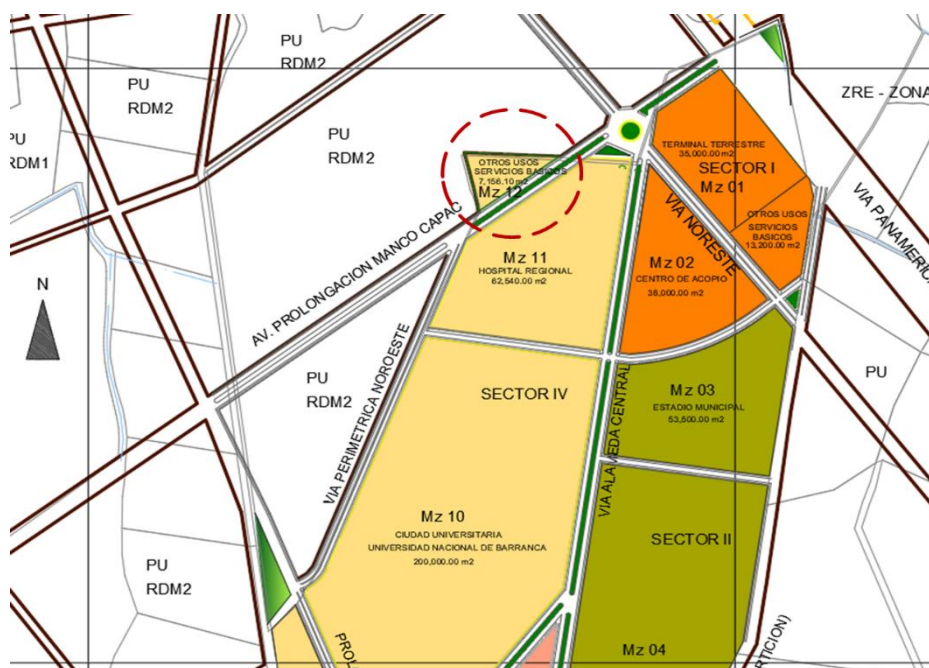 PU
RDM2
PU
RDM2
PU
RDM1
PU
RDM2
ZRE - ZONA
OTROS USOS
SERVICIOS BASICOS
7,156.10 m2
Mz 12
TERMINAL TERRESTRE
35,000.00 m2
SECTOR I
Mz 01
OTROS USOS
SERVICIOS
BASICOS
13,200.00 m2
VIA PANAMERIC
VIA NORESTE
AV. PROLONGACION MANCO CAPAC
Mz 11
HOSPITAL REGIONAL
62,540.00 m2
Mz 02
CENTRO DE ACOPIO
38,000.00 m2
N
PU
RDM2
VIA PERIMETRICA NOROESTE
SECTOR IV
VIA ALAMEDA CENTRAL
Mz 03
ESTADIO MUNICIPAL
53,500.00 m2
PU
Mz 10
CIUDAD UNIVERSITARIA
UNIVERSIDAD NACIONAL DE BARRANCA
200,000.00 m2
SECTOR II
PU
RDM2
PROL
Mz 04
RTICION)